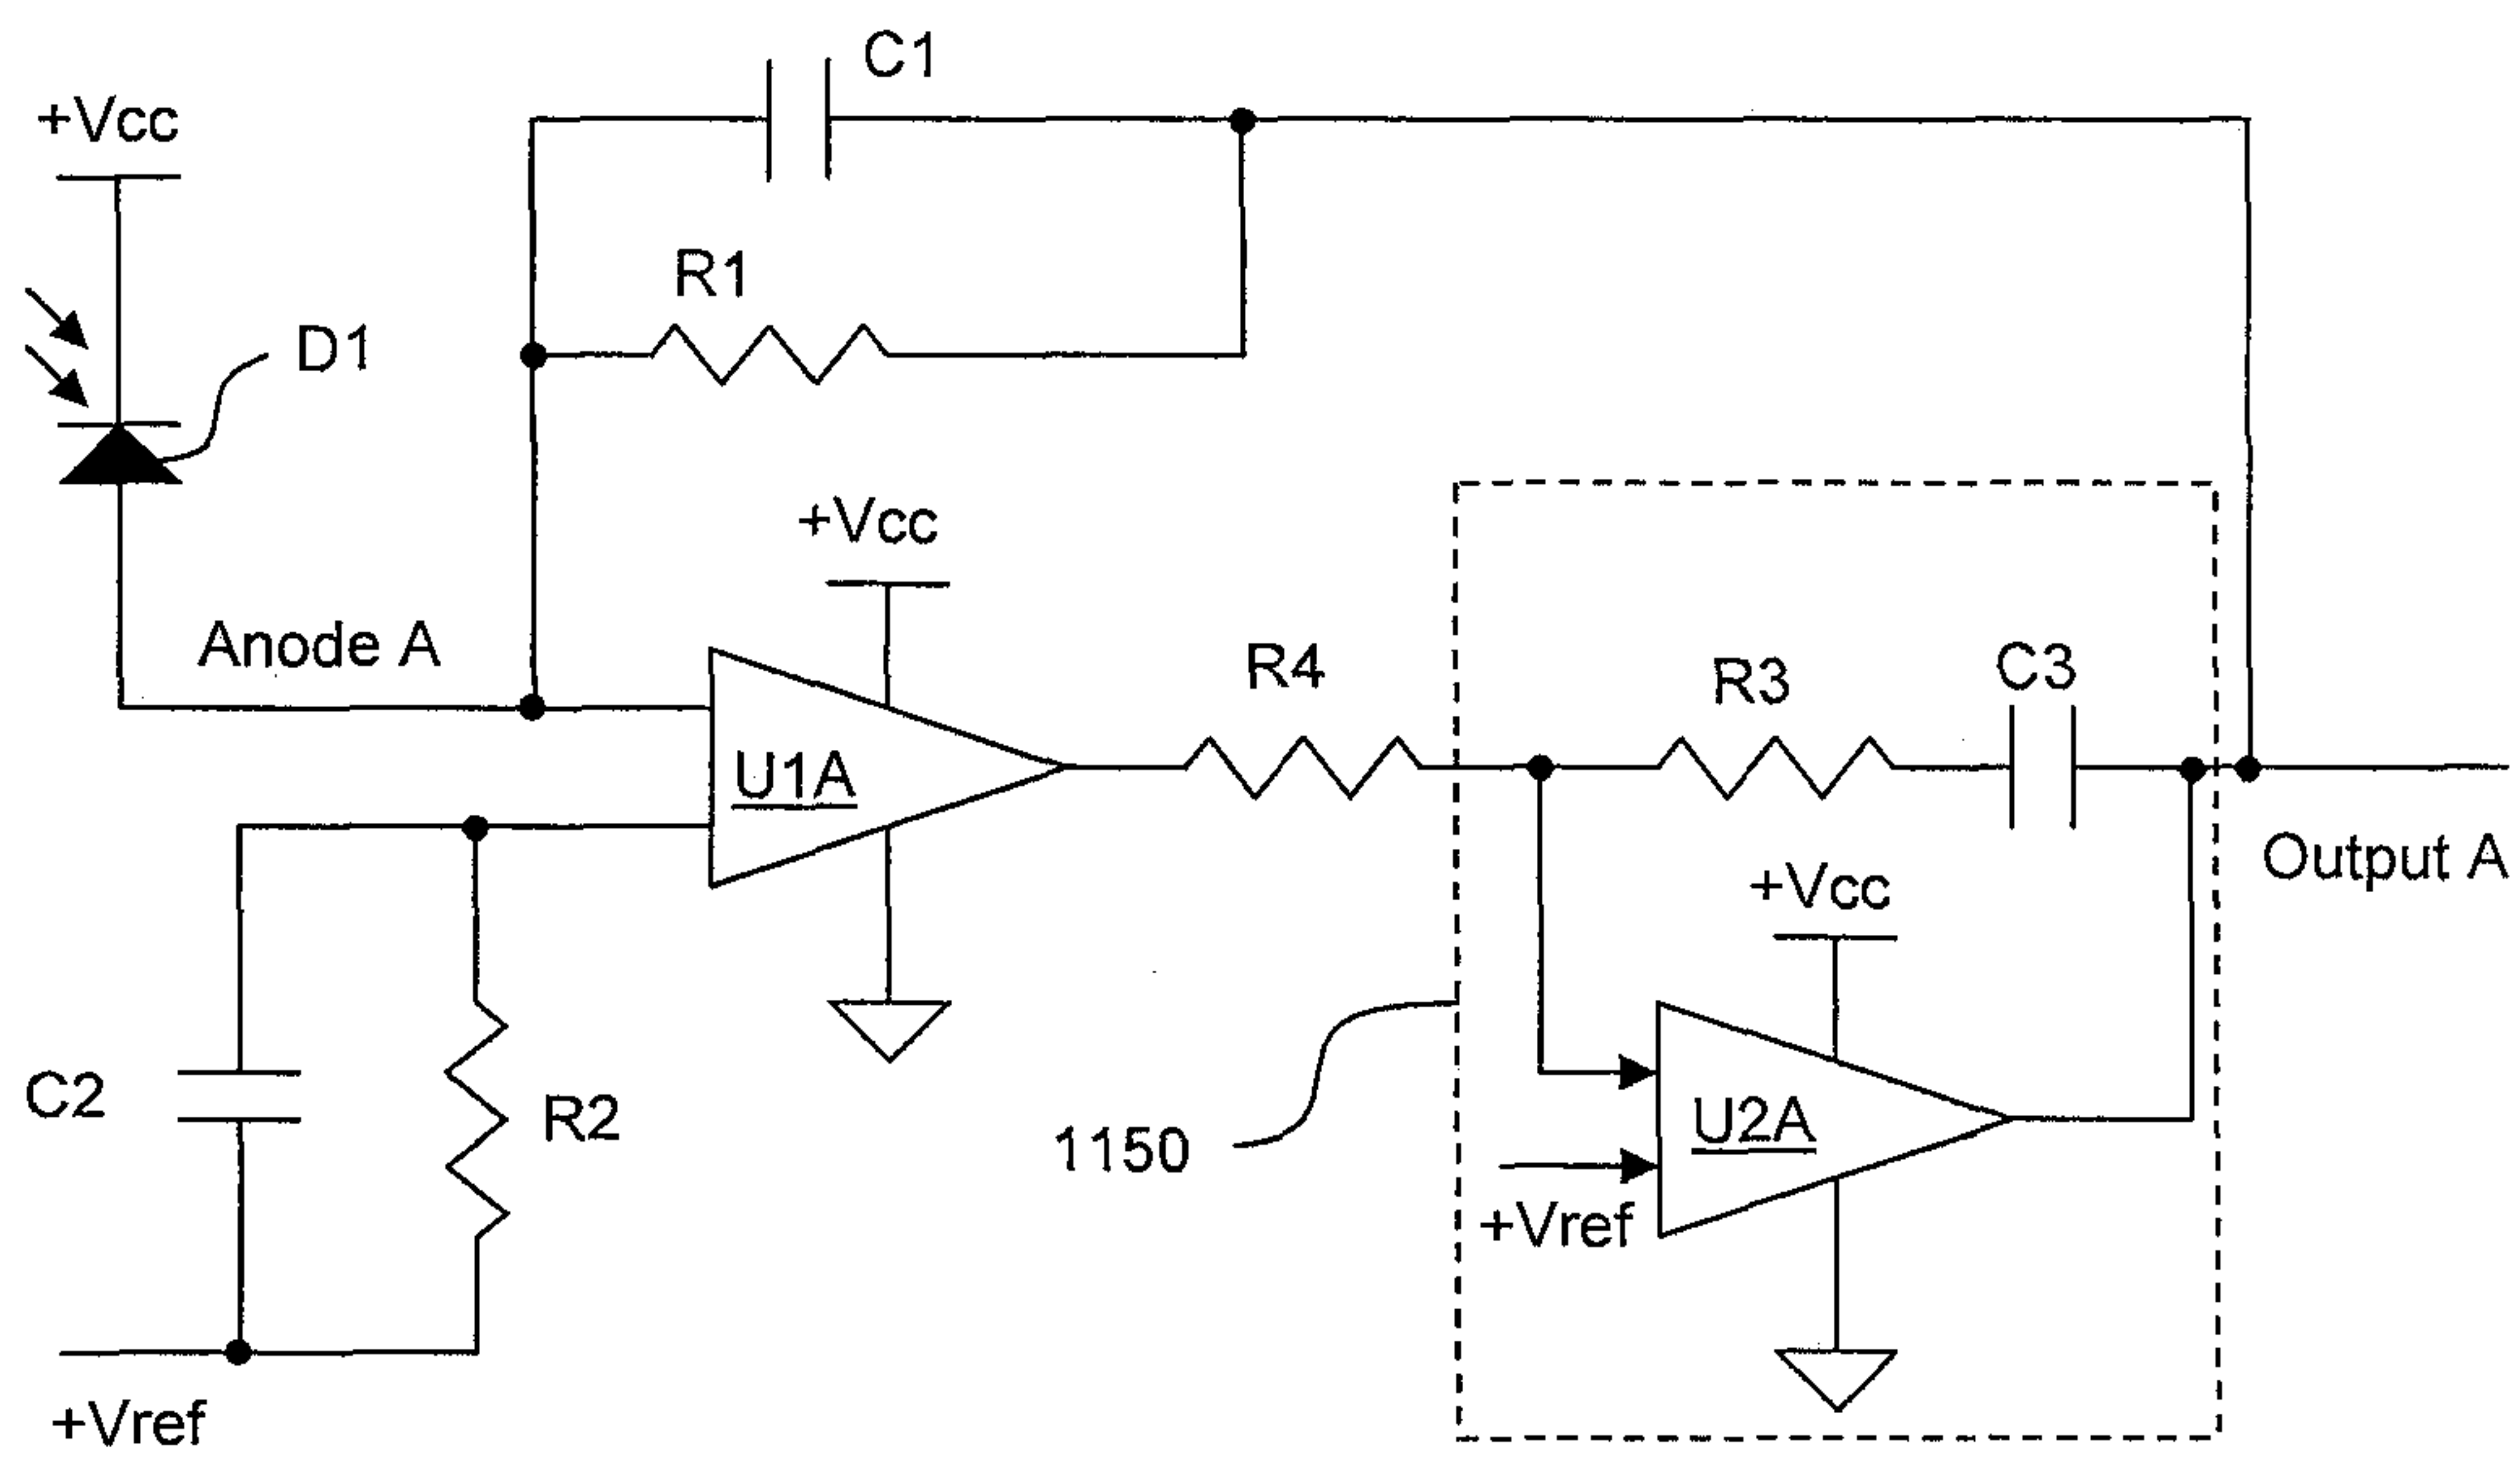 C1
+Vcc
R1
D1
+Vcc
Anode A
R4
R3
C3
U1A
Output A
+Vcc
C2
R2
1150
U2A
+Vref
+Vref